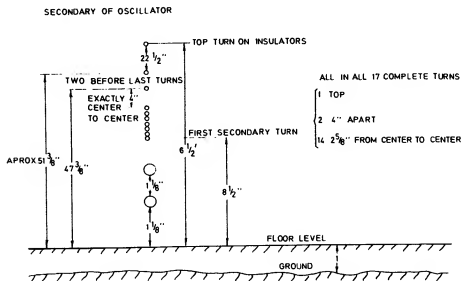 SECONDARY OF OSCILLATOR
TOP TURN ON INSULATORS
22 1/2"
TWO BEFORE LAST TURNS
EXACTLY 4"
CENTER
TO CENTER
ALL IN ALL 17 COMPLETE TURNS
1 TOP
2 4" APART
14 2 5/8" FROM CENTER TO CENTER
FIRST SECONDARY TURN
6 1/2'
APROX 51 3/8"
47 3/8"
1 1/8"
8 1/2"
1 1/8"
FLOOR LEVEL
GROUND